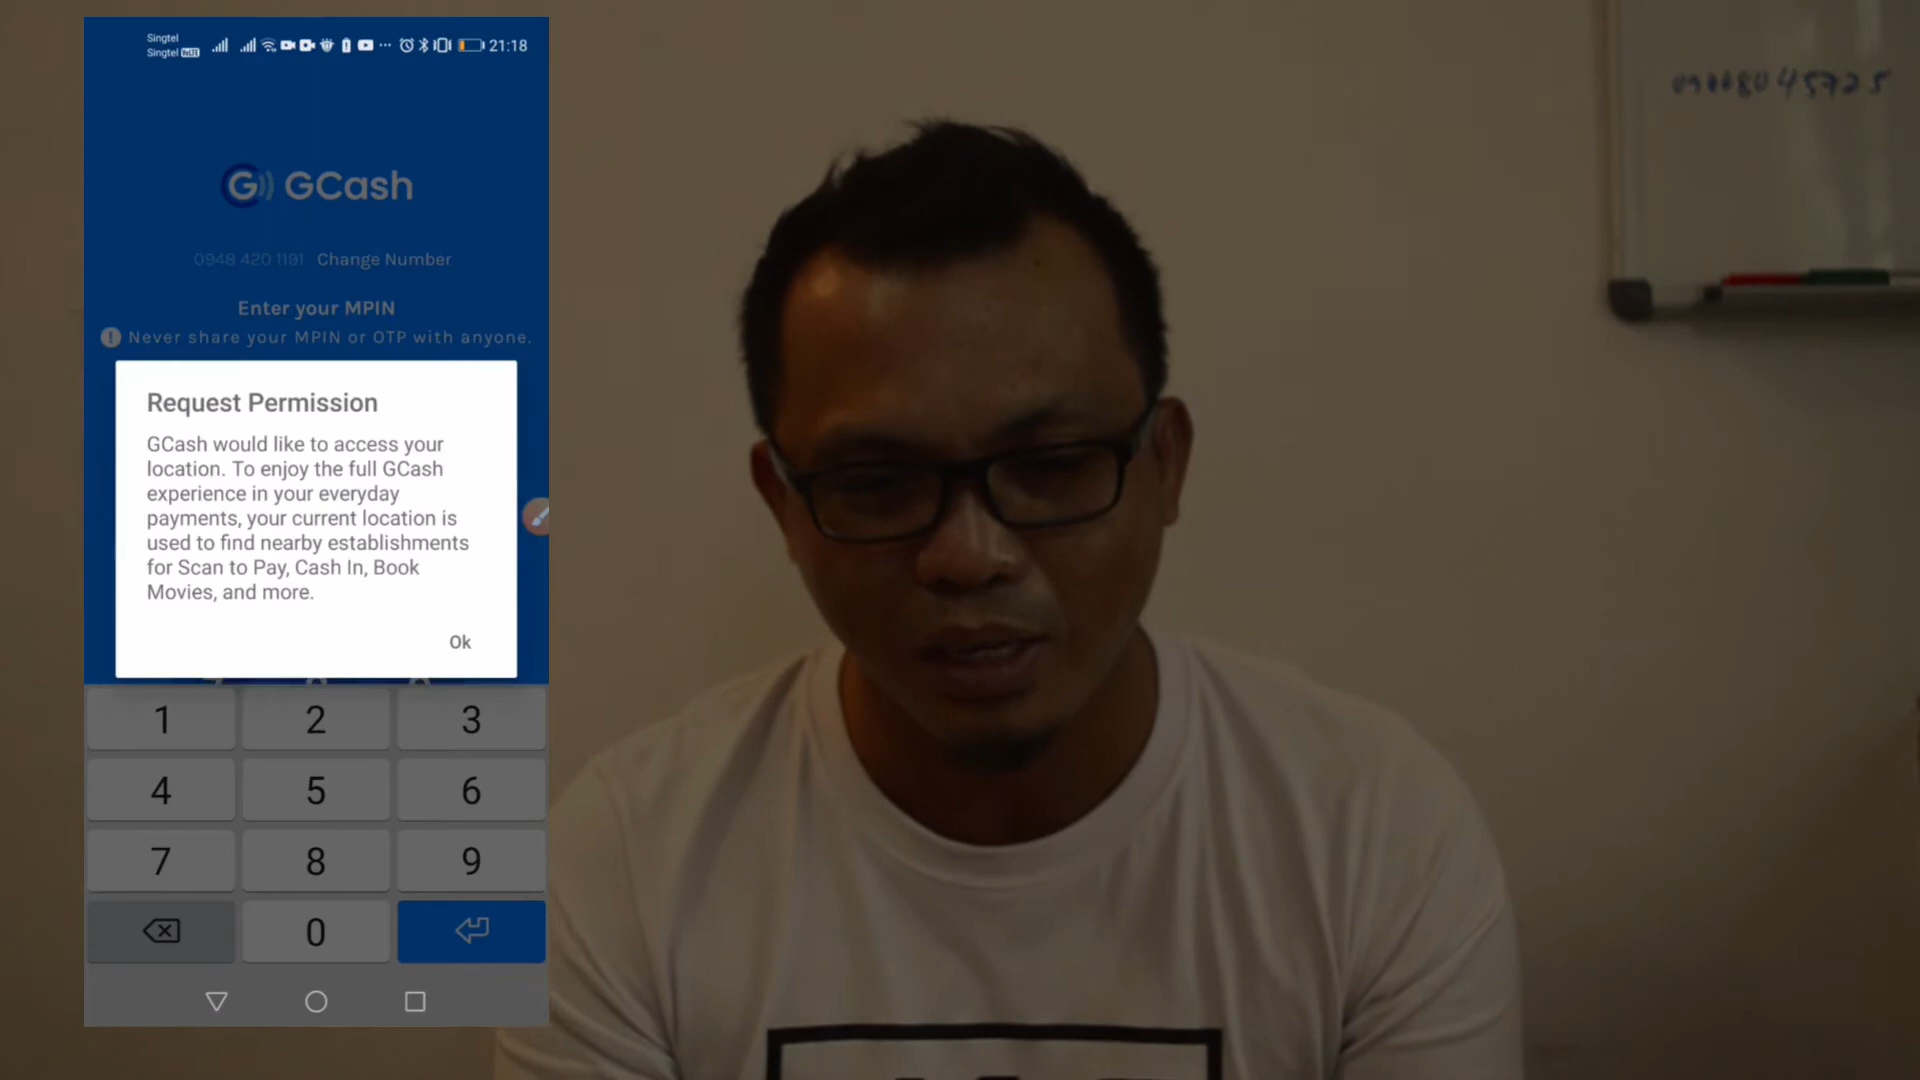 Singtel
Singtel VoLTE
21:18
G GCash
0948 420 1191 Change Number
Enter your MPIN
! Never share your MPIN or OTP with anyone.
Request Permission
GCash would like to access your
location. To enjoy the full GCash
experience in your everyday
payments, your current location is
used to find nearby establishments
for Scan to Pay, Cash In, Book
Movies, and more.
Ok
1 2 3
4 5 6
7 8 9
0